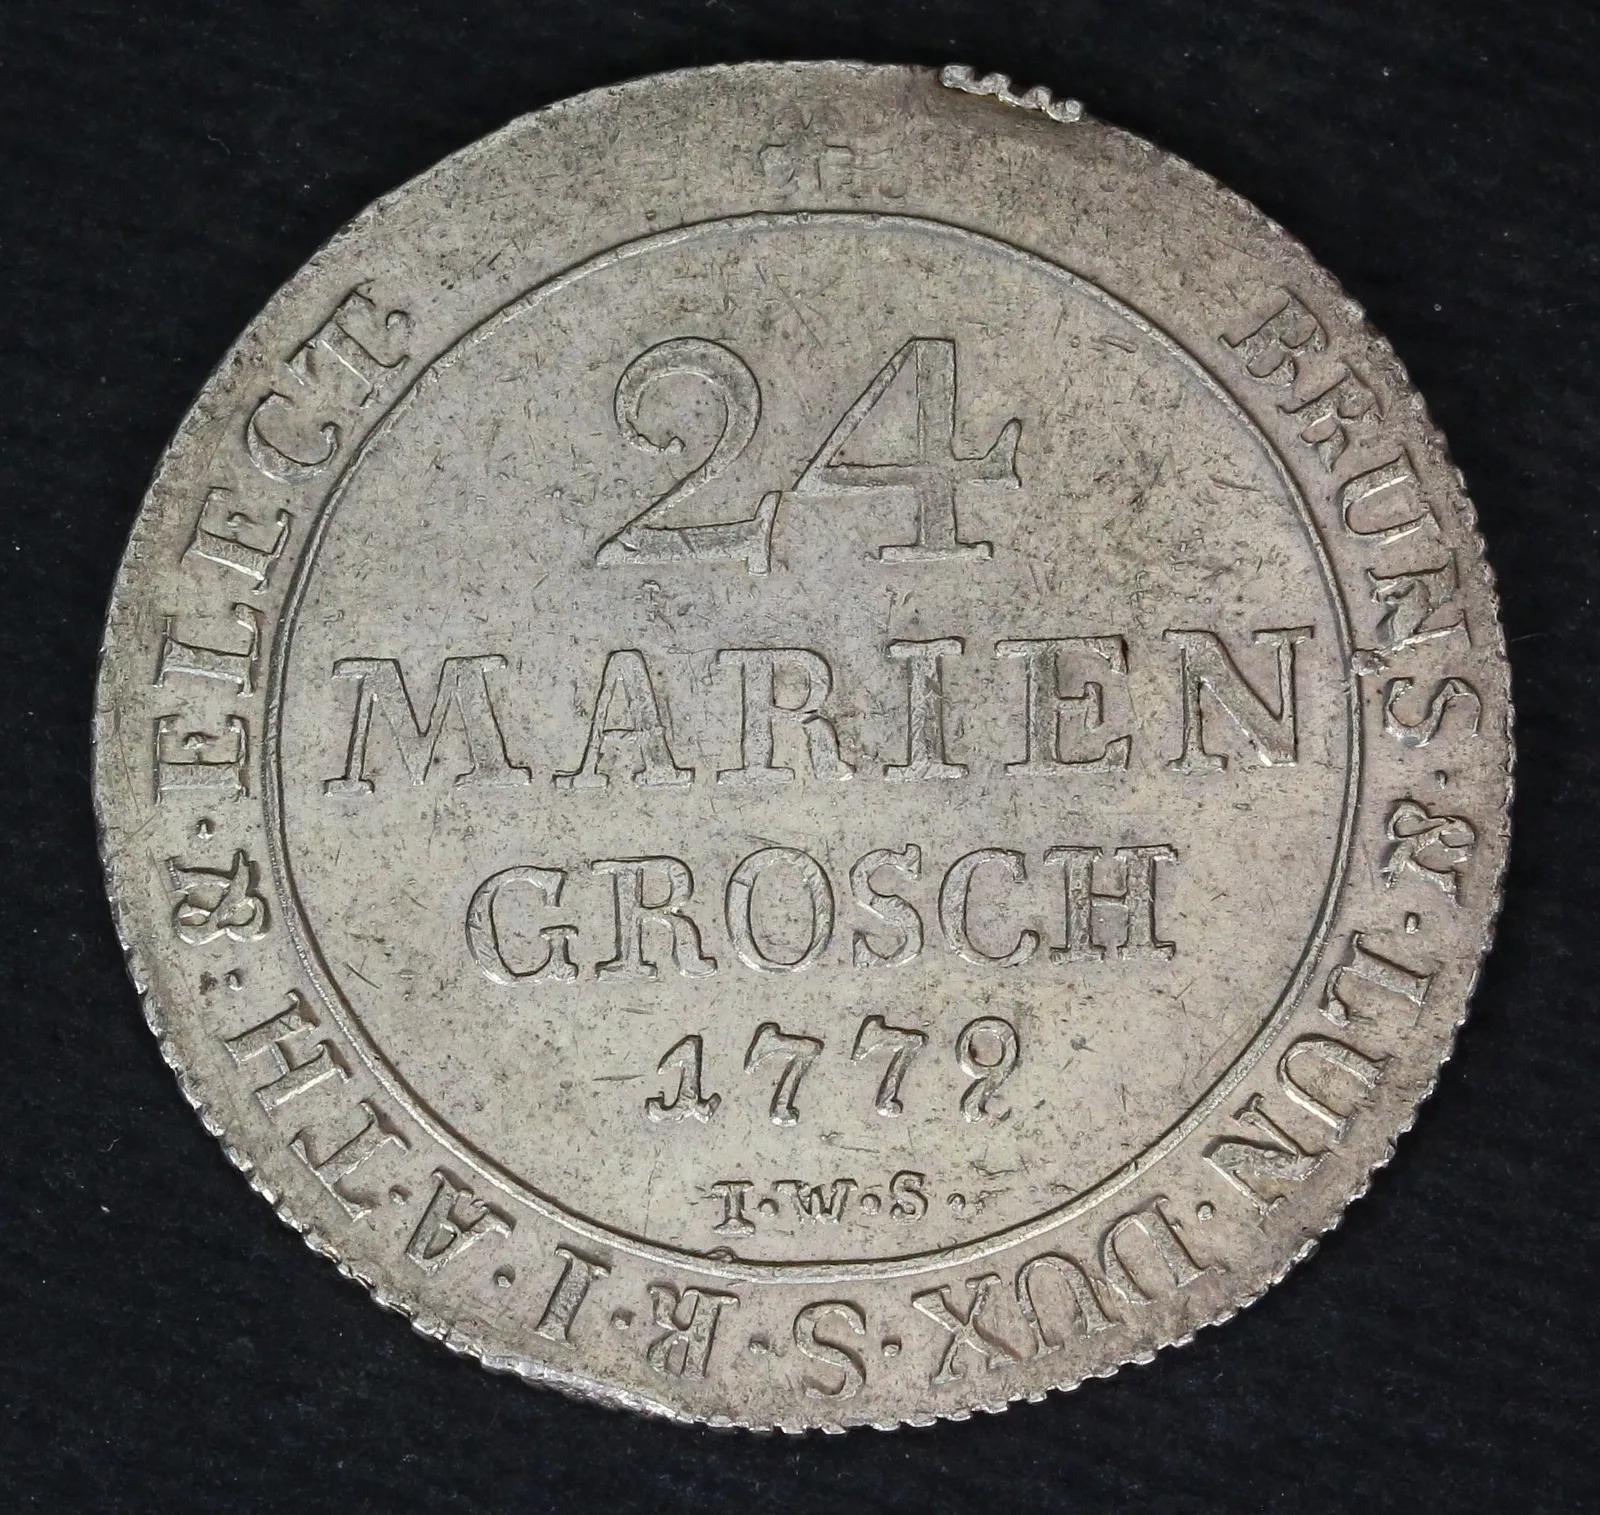 24
MARIEN
GROSCH
1779
I·W·S·
BRUNS·&·LUN·DUX·S·R·I·A·TH·&·ELECT·